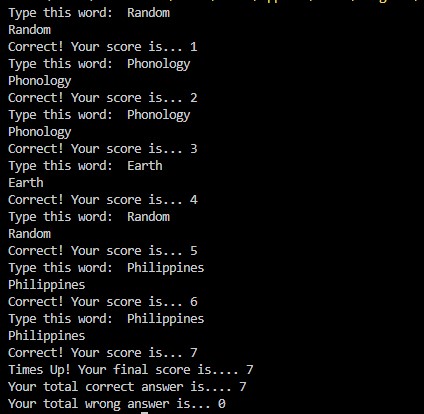 Type this word:  Random
Random
Correct! Your score is... 1
Type this word:  Phonology
Phonology
Correct! Your score is... 2
Type this word:  Phonology
Phonology
Correct! Your score is... 3
Type this word:  Earth
Earth
Correct! Your score is... 4
Type this word:  Random
Random
Correct! Your score is... 5
Type this word:  Philippines
Philippines
Correct! Your score is... 6
Type this word:  Philippines
Philippines
Correct! Your score is... 7
Times Up! Your final score is.... 7
Your total correct answer is.... 7
Your total wrong answer is... 0